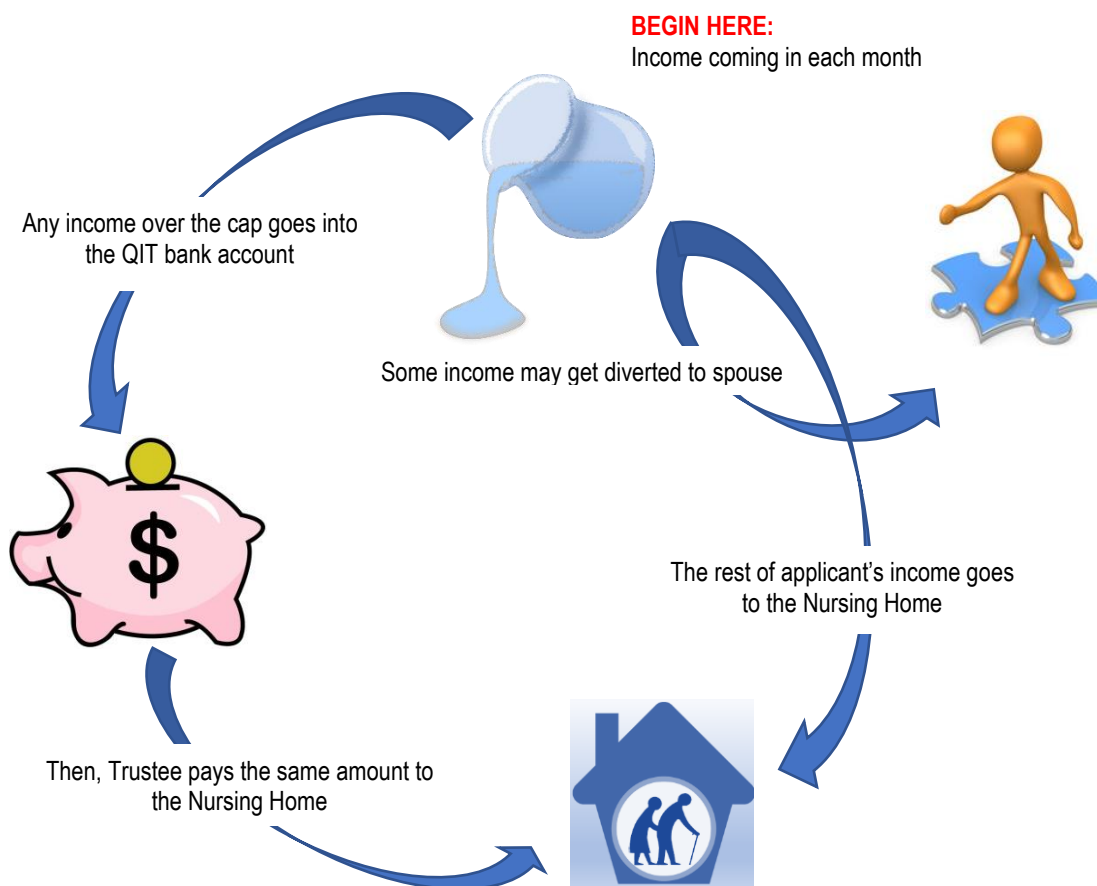 BEGIN HERE:
Income coming in each month
Any income over the cap goes into
the QIT bank account
Some income may get diverted to spouse
$
The rest of applicant’s income goes
to the Nursing Home
Then, Trustee pays the same amount to
the Nursing Home